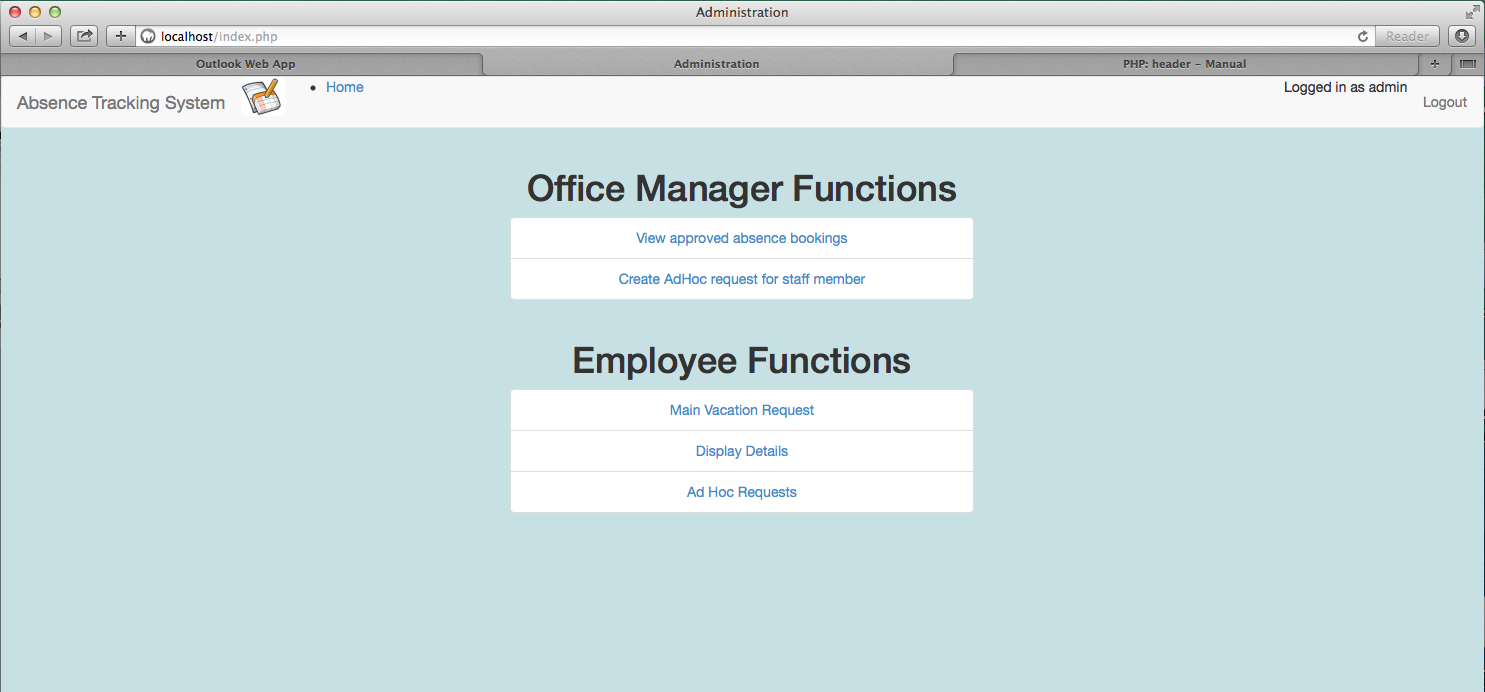 Administration
localhost/index.php
Reader
Outlook Web App
Administration
PHP: header - Manual
Absence Tracking System
Home
Logged in as admin
Logout
Office Manager Functions
View approved absence bookings
Create AdHoc request for staff member
Employee Functions
Main Vacation Request
Display Details
Ad Hoc Requests